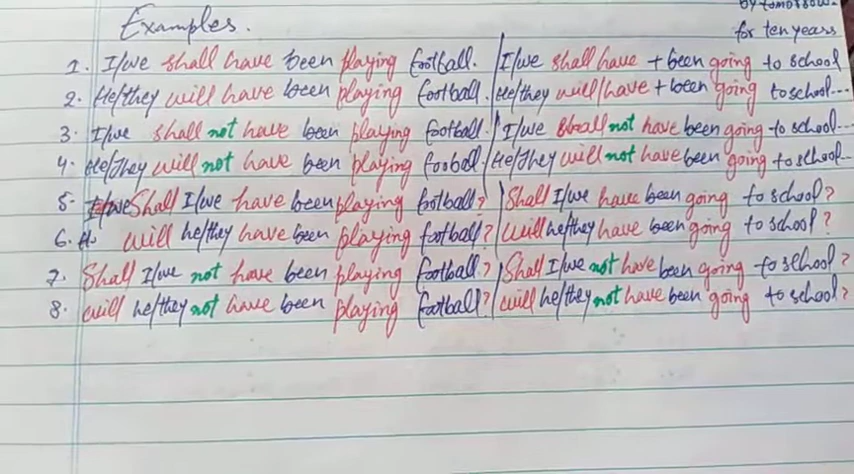 by tomorrow.
Examples.
for ten years
1. I/we shall have been playing football. I/we shall have + been going to school
2. He/they will have been playing football. He/they will/have + been going to school...
3. I/we shall not have been playing football. I/we shall not have been going to school...
4. He/They will not have been playing fooball. He/They will not have been going to school...
5. I/we Shall I/we have been playing football? Shall I/we have been going to school?
6. H. will he/they have been playing football? Will he/they have been going to school?
7. Shall I/we not have been playing football? Shall I/we not have been going to school?
8. will he/they not have been playing football? will he/they not have been going to school?